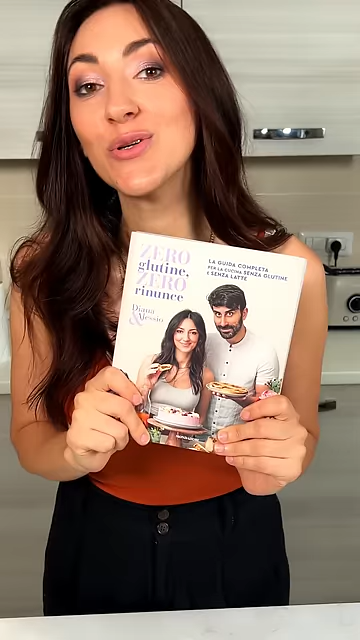 ZERO
glutine,
ZERO
rinunce
Diana
& Alessio
LA GUIDA COMPLETA
PER LA CUCINA SENZA GLUTINE
E SENZA LATTE